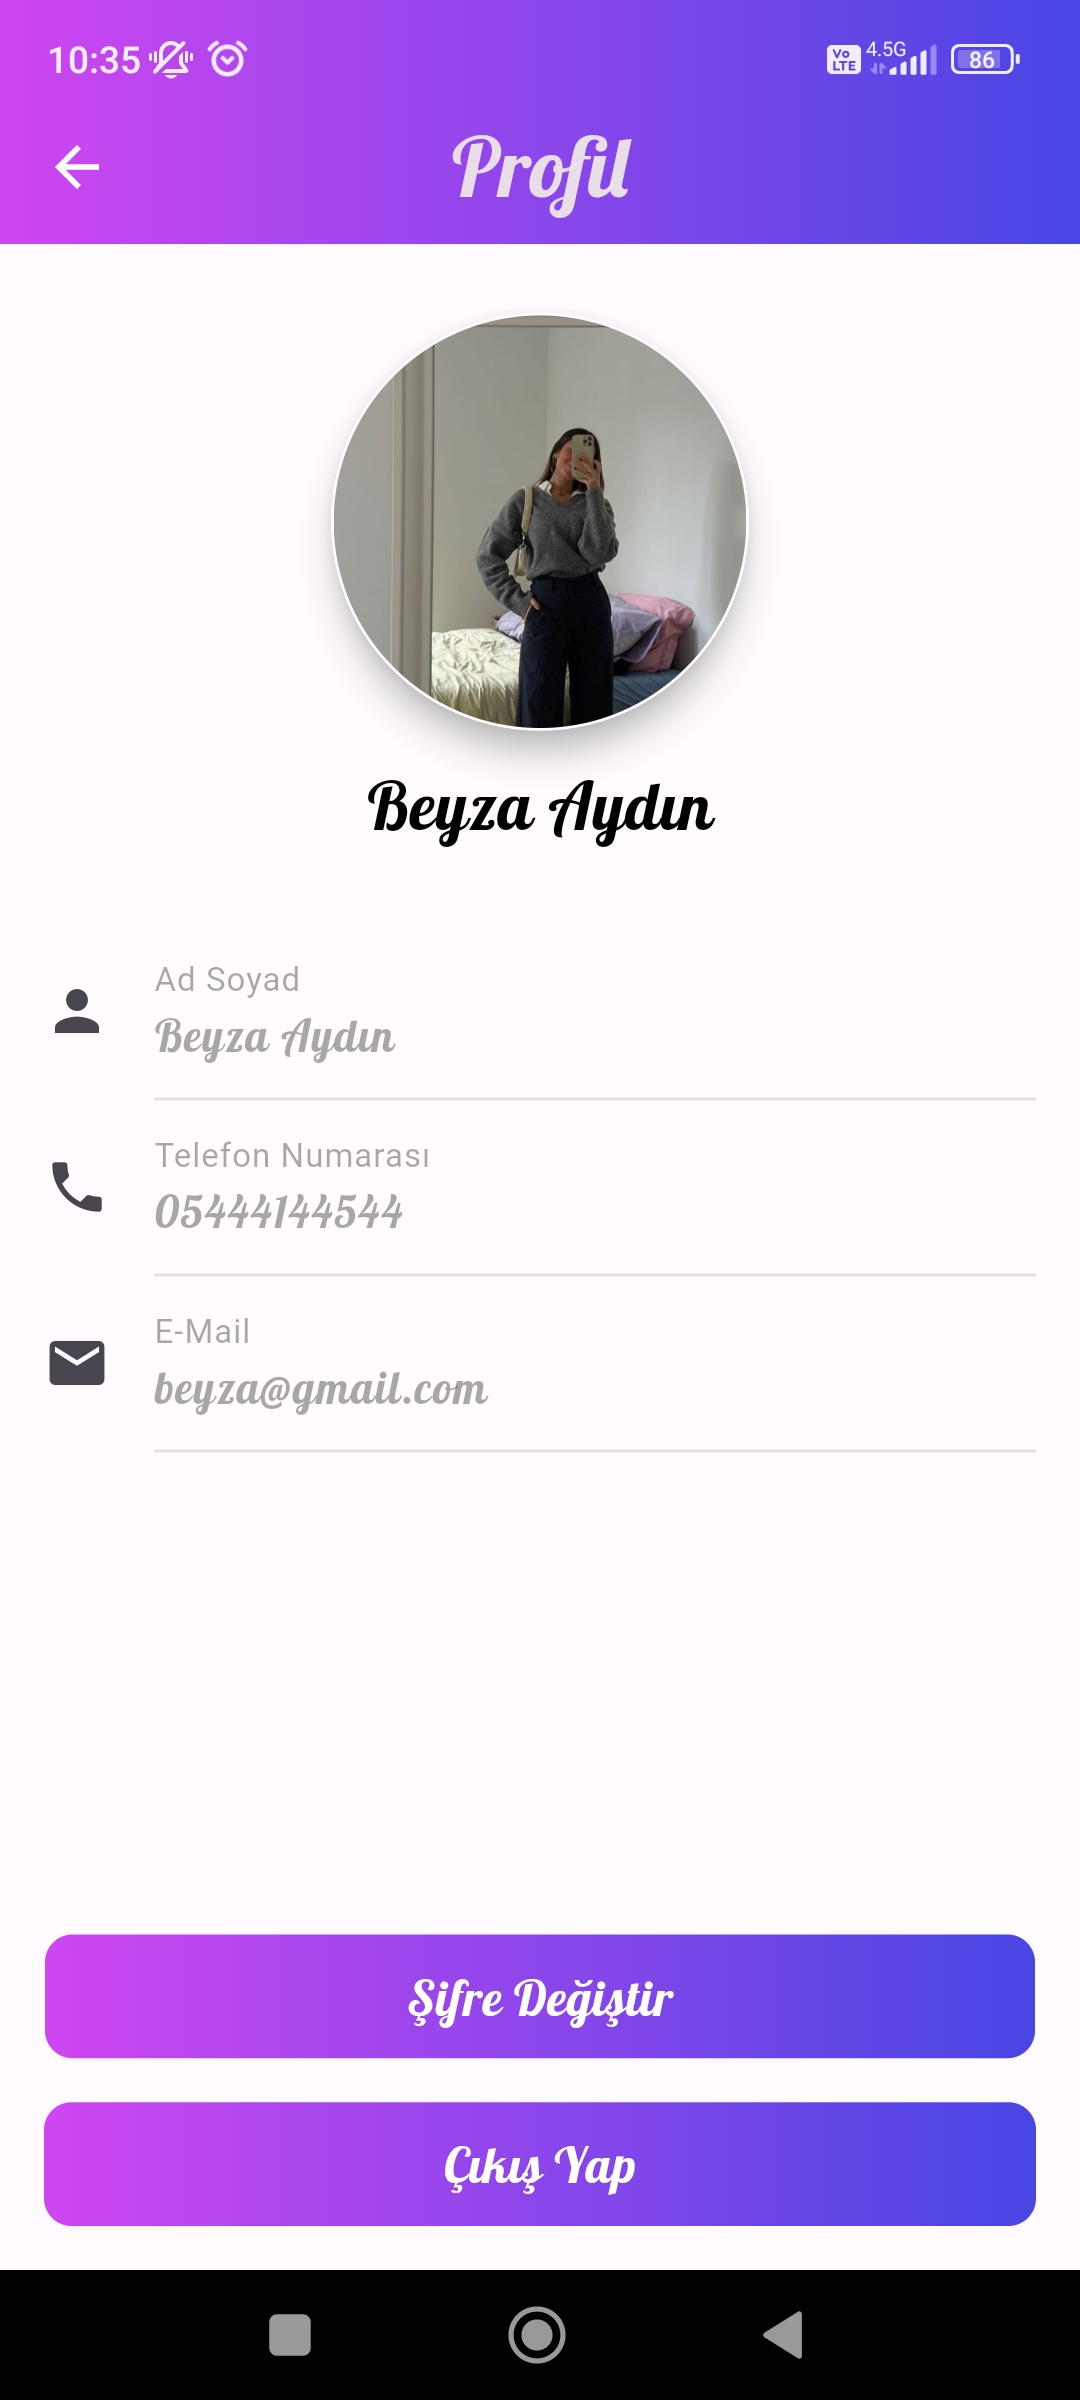 10:35 Vo LTE 4.5G 86
Profil
Beyza Aydın
Ad Soyad
Beyza Aydın
Telefon Numarası
05444144544
E-Mail
beyza@gmail.com
Şifre Değiştir
Çıkış Yap